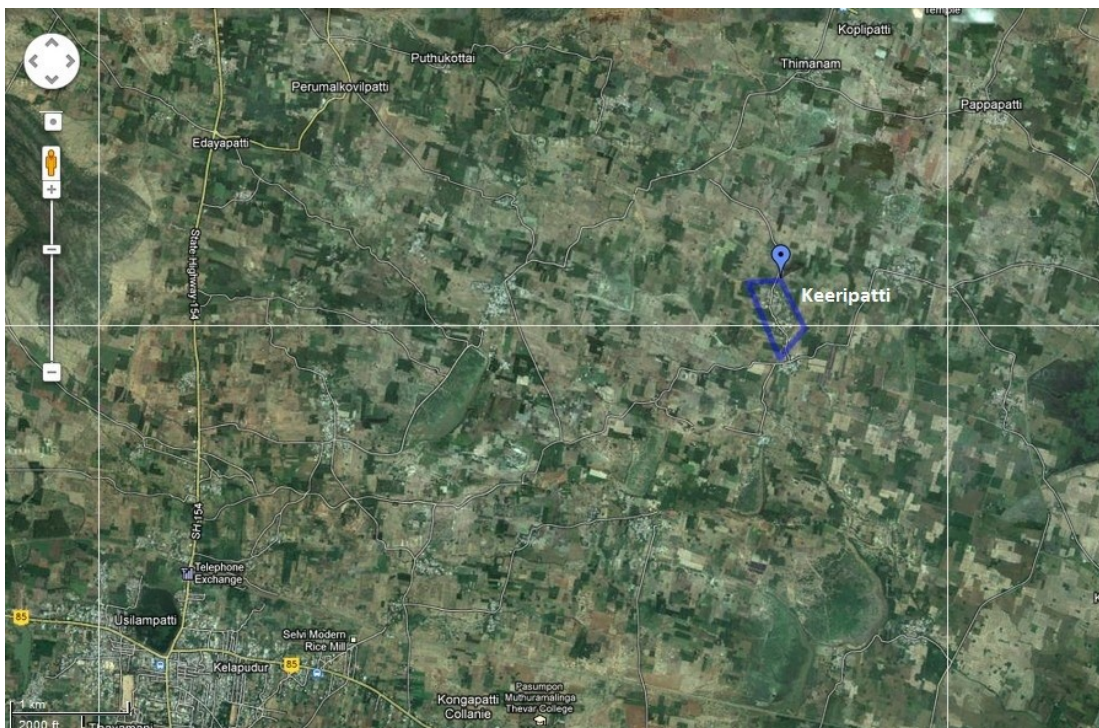 Temple
Koplipatti
Puthukottai
Thimanam
Perumalkovilpatti
Pappapatti
Edayapatti
State Highway 154
Keeripatti
SH 154
Telephone
Exchange
85
Usilampatti
Selvi Modern
Rice Mill
Kelapudur
85
Pasumpon
Muthuramalinga
Thevar College
Kongapatti
Collanie
1 km
2000 ft